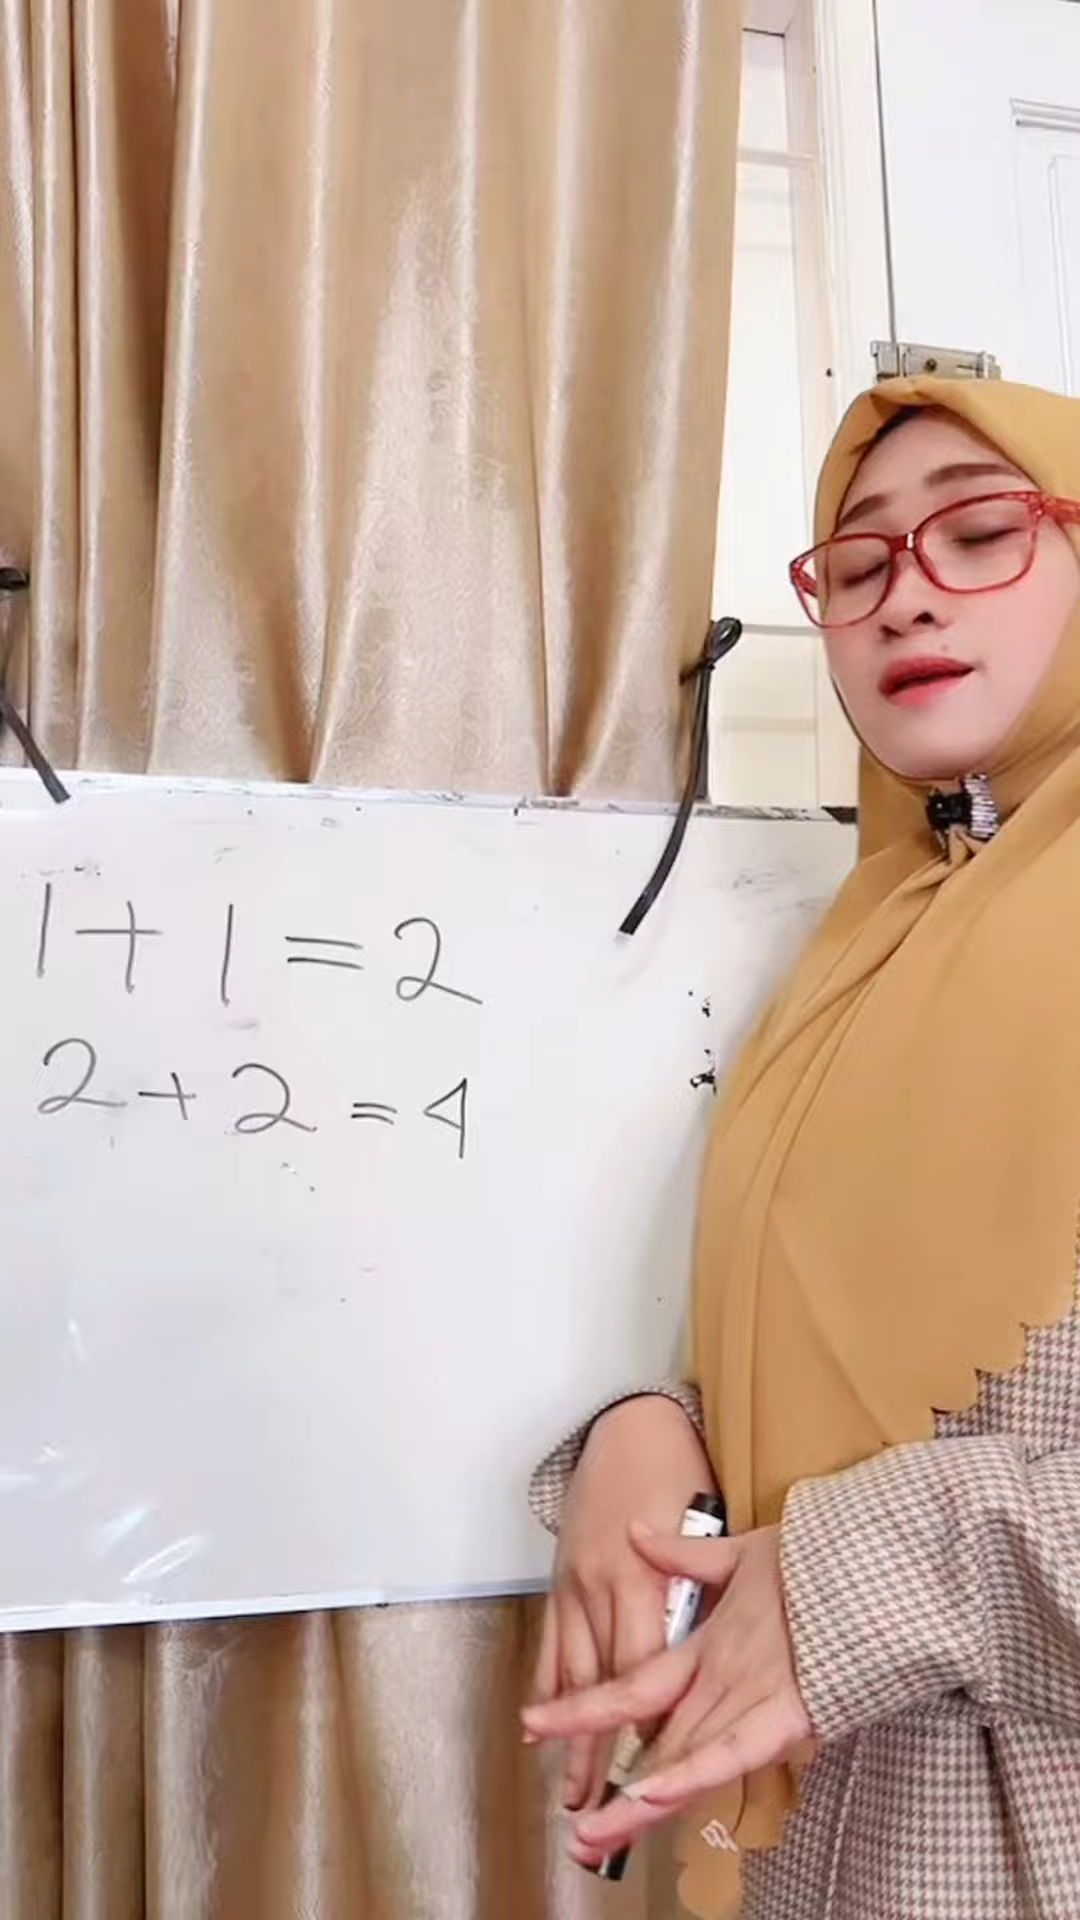 1 + 1 = 2
2 + 2 = 4